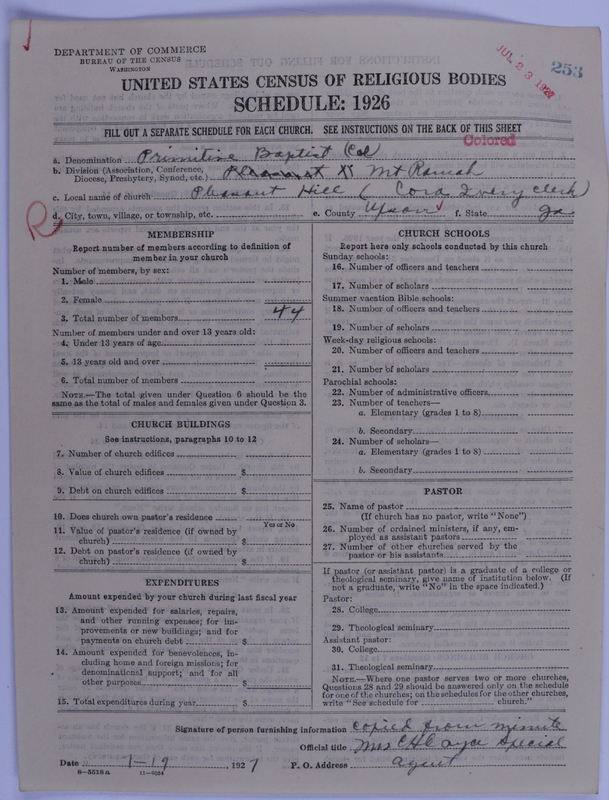 DEPARTMENT OF COMMERCE
BUREAU OF THE CENSUS
WASHINGTON
JUL 23 1927
253
UNITED STATES CENSUS OF RELIGIOUS BODIES
SCHEDULE: 1926
FILL OUT A SEPARATE SCHEDULE FOR EACH CHURCH. SEE INSTRUCTIONS ON THE BACK OF THIS SHEET
Colored
a. Denomination Primitive Baptist Col
b. Division (Association, Conference, Diocese, Presbytery, Synod, etc.) Mt Ramah
c. Local name of church Pleasant Hill (Cora Ivery Clerk)
R d. City, town, village, or township, etc. e. County Upson f. State Ga
MEMBERSHIP
Report number of members according to definition of
member in your church
Number of members, by sex:
1. Male
2. Female
3. Total number of members 44
Number of members under and over 13 years old:
4. Under 13 years of age
5. 13 years old and over
6. Total number of members
NOTE.—The total given under Question 6 should be
same as the total of males and females given under Question 3.
CHURCH BUILDINGS
See instructions, paragraphs 10 to 12
7. Number of church edifices
8. Value of church edifices $
9. Debt on church edifices $
10. Does church own pastor's residence
Yes or No
11. Value of pastor's residence (if owned by
church) $
12. Debt on pastor's residence (if owned by
church) $
EXPENDITURES
Amount expended by your church during last fiscal year
13. Amount expended for salaries, repairs,
and other running expenses; for im-
provements or new buildings; and for
payments on church debt $
14. Amount expended for benevolences, in-
cluding home and foreign missions; for
denominational support; and for all
other purposes $
15. Total expenditures during year $
CHURCH SCHOOLS
Report here only schools conducted by this church
Sunday schools:
16. Number of officers and teachers
17. Number of scholars
Summer vacation Bible schools:
18. Number of officers and teachers
19. Number of scholars
Week-day religious schools:
20. Number of officers and teachers
21. Number of scholars
Parochial schools:
22. Number of administrative officers
23. Number of teachers—
a. Elementary (grades 1 to 8)
b. Secondary
24. Number of scholars—
a. Elementary (grades 1 to 8)
b. Secondary
PASTOR
25. Name of pastor
(If church has no pastor, write "None")
26. Number of ordained ministers, if any, em-
ployed as assistant pastors
27. Number of other churches served by the
pastor or his assistants
If pastor (or assistant pastor) is a graduate of a college or
theological seminary, give name of institution below. (If
not a graduate, write "No" in the space indicated.)
Pastor:
28. College
29. Theological seminary
Assistant pastor:
30. College
31. Theological seminary
NOTE.—Where one pastor serves two or more churches,
Questions 28 and 29 should be answered only on the schedule
for one of the churches; on the schedules for the other churches,
write "See schedule for church."
Signature of person furnishing information copied from minute
Official title Mrs C H Cayce Special
Date 7-19, 1927 P. O. Address agent
8-5518a 11-9054